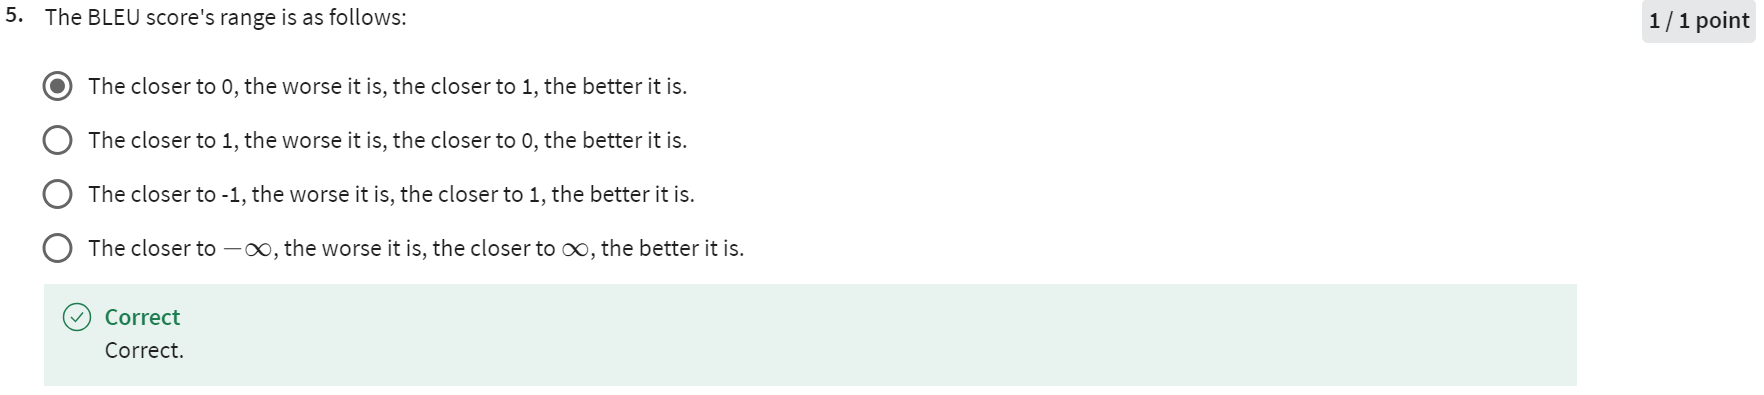 5. The BLEU score's range is as follows:
1 / 1 point
The closer to 0, the worse it is, the closer to 1, the better it is.
The closer to 1, the worse it is, the closer to 0, the better it is.
The closer to -1, the worse it is, the closer to 1, the better it is.
The closer to −∞, the worse it is, the closer to ∞, the better it is.
Correct
Correct.